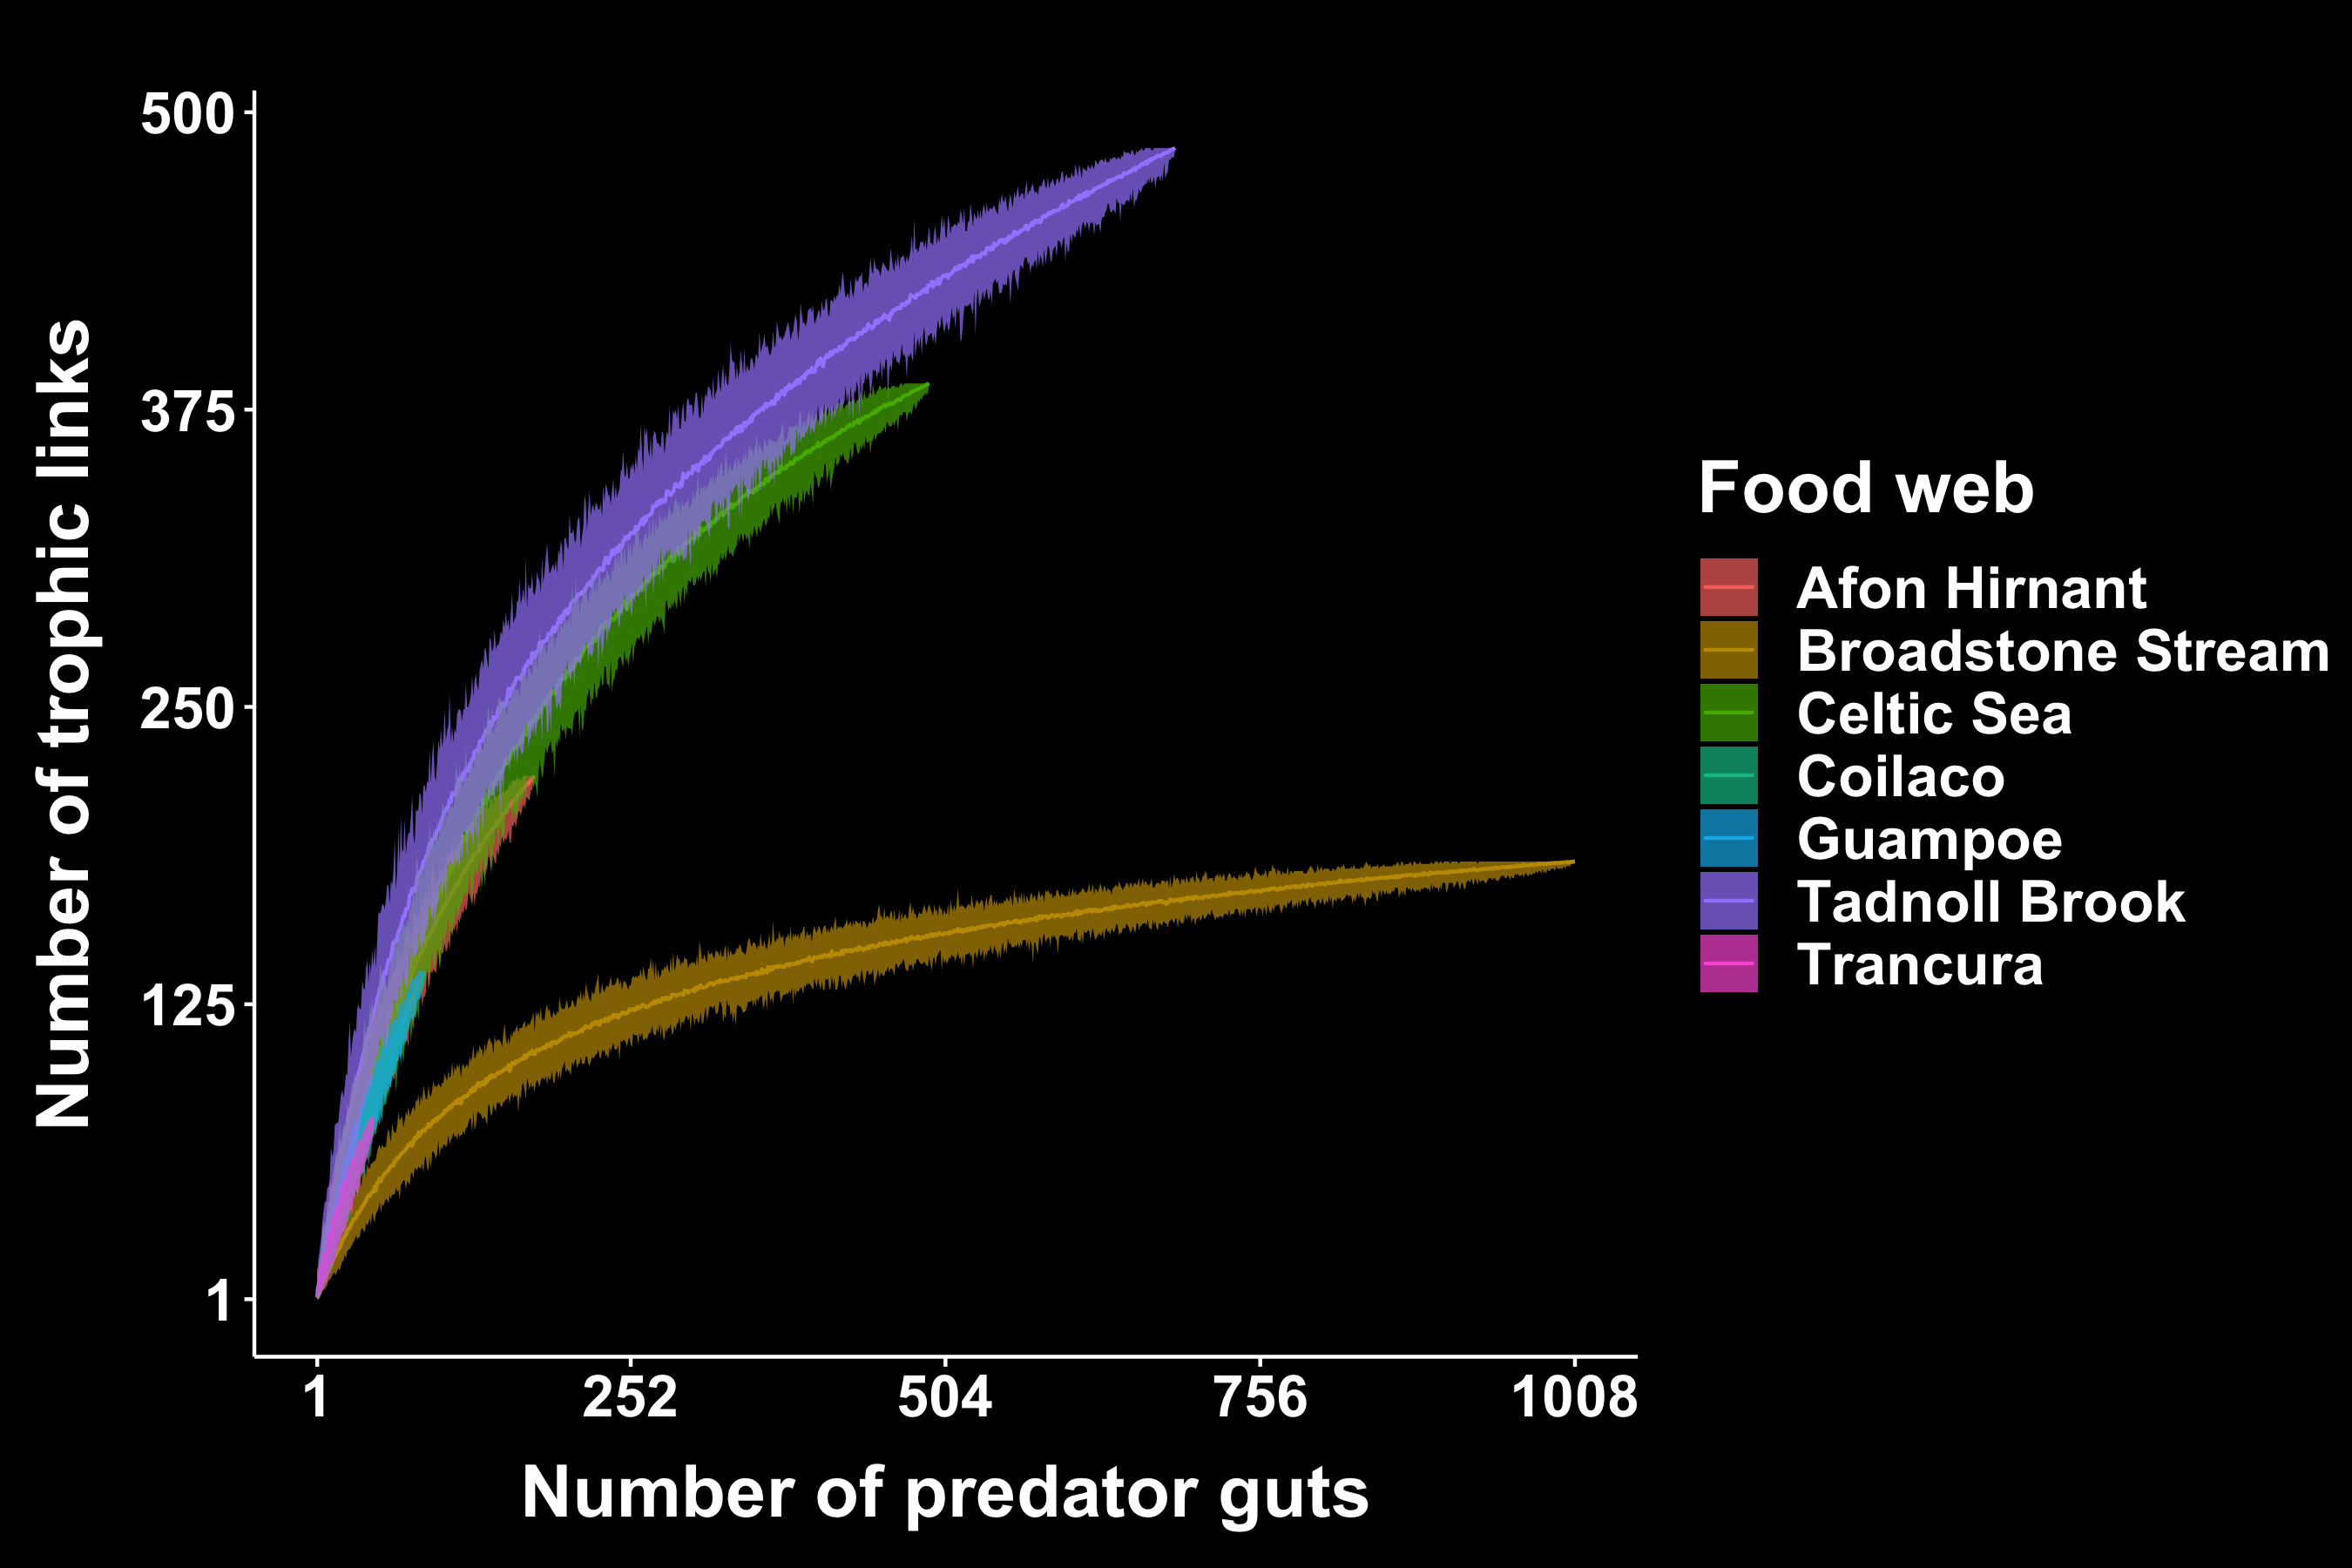 500
375
250
125
1
Number of trophic links
1 252 504 756 1008
Number of predator guts
Food web
Afon Hirnant
Broadstone Stream
Celtic Sea
Coilaco
Guampoe
Tadnoll Brook
Trancura